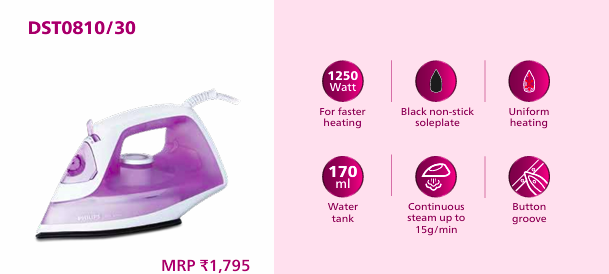 DST0810/30
PHILIPS
MRP ₹1,795
1250
Watt
For faster
heating
Black non-stick
soleplate
Uniform
heating
170
ml
Water
tank
Continuous
steam up to
15g/min
Button
groove